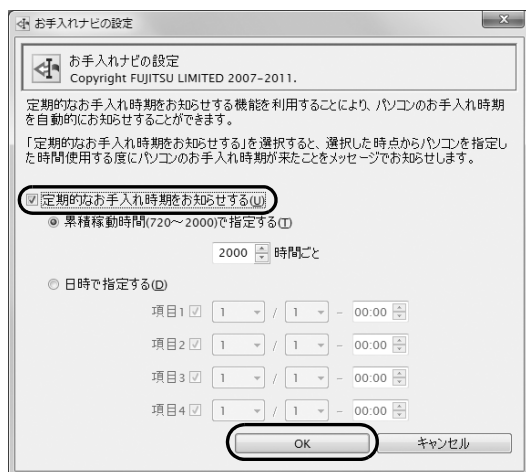 お手入れナビの設定
お手入れナビの設定
Copyright FUJITSU LIMITED 2007-2011.
定期的なお手入れ時期をお知らせする機能を利用することにより、パソコンのお手入れ時期
を自動的にお知らせすることができます。
「定期的なお手入れ時期をお知らせする」を選択すると、選択した時点からパソコンを指定し
た時間使用する度にパソコンのお手入れ時期が来たことをメッセージでお知らせします。
定期的なお手入れ時期をお知らせする(U)
累積稼動時間(720～2000)で指定する(T)
2000 時間ごと
日時で指定する(D)
項目1 1 / 1 - 00:00
項目2 1 / 1 - 00:00
項目3 1 / 1 - 00:00
項目4 1 / 1 - 00:00
OK キャンセル